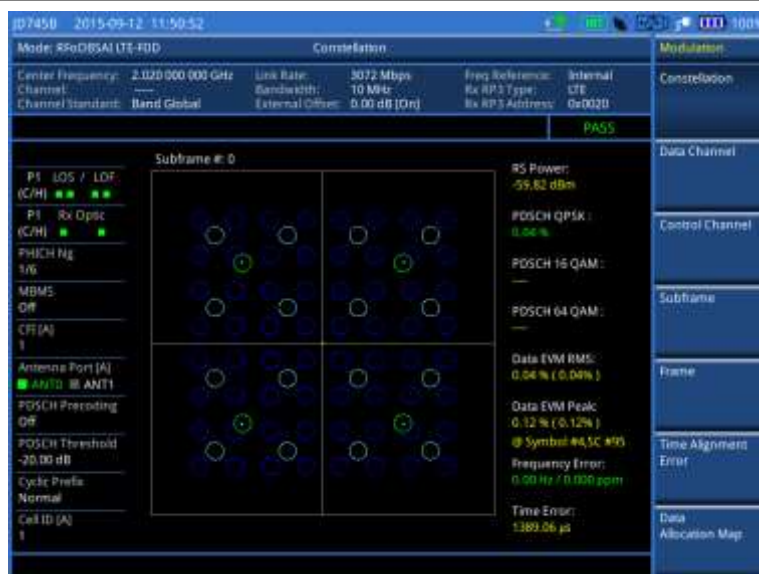 JD745B 2015-09-12 11:50:52
100%
Mode: RFoOBSAI LTE-FDD Constellation
Modulation
Center Frequency: 2.020 000 000 GHz Link Rate: 3072 Mbps Freq Reference: Internal
Channel: ---- Bandwidth: 10 MHz Rx RP3 Type: LTE
Channel Standard: Band Global External Offset: 0.00 dB [On] Rx RP3 Address: 0x0020
PASS
Constellation
Data Channel
Control Channel
Subframe
Frame
Time Alignment
Error
Data
Allocation Map
Subframe #: 0
P1 LOS / LOF
(C/H)
P1 Rx Optic
(C/H)
PHICH Ng
1/6
MBMS
Off
CFI [A]
1
Antenna Port [A]
ANT0 ANT1
PDSCH Precoding
Off
PDSCH Threshold
-20.00 dB
Cyclic Prefix
Normal
Cell ID [A]
1
RS Power:
-59.82 dBm
PDSCH QPSK :
0.04 %
PDSCH 16 QAM :
----
PDSCH 64 QAM :
----
Data EVM RMS:
0.04 % ( 0.04% )
Data EVM Peak:
0.12 % ( 0.12% )
@ Symbol #4,SC #95
Frequency Error:
0.00 Hz / 0.000 ppm
Time Error:
1389.06 µs